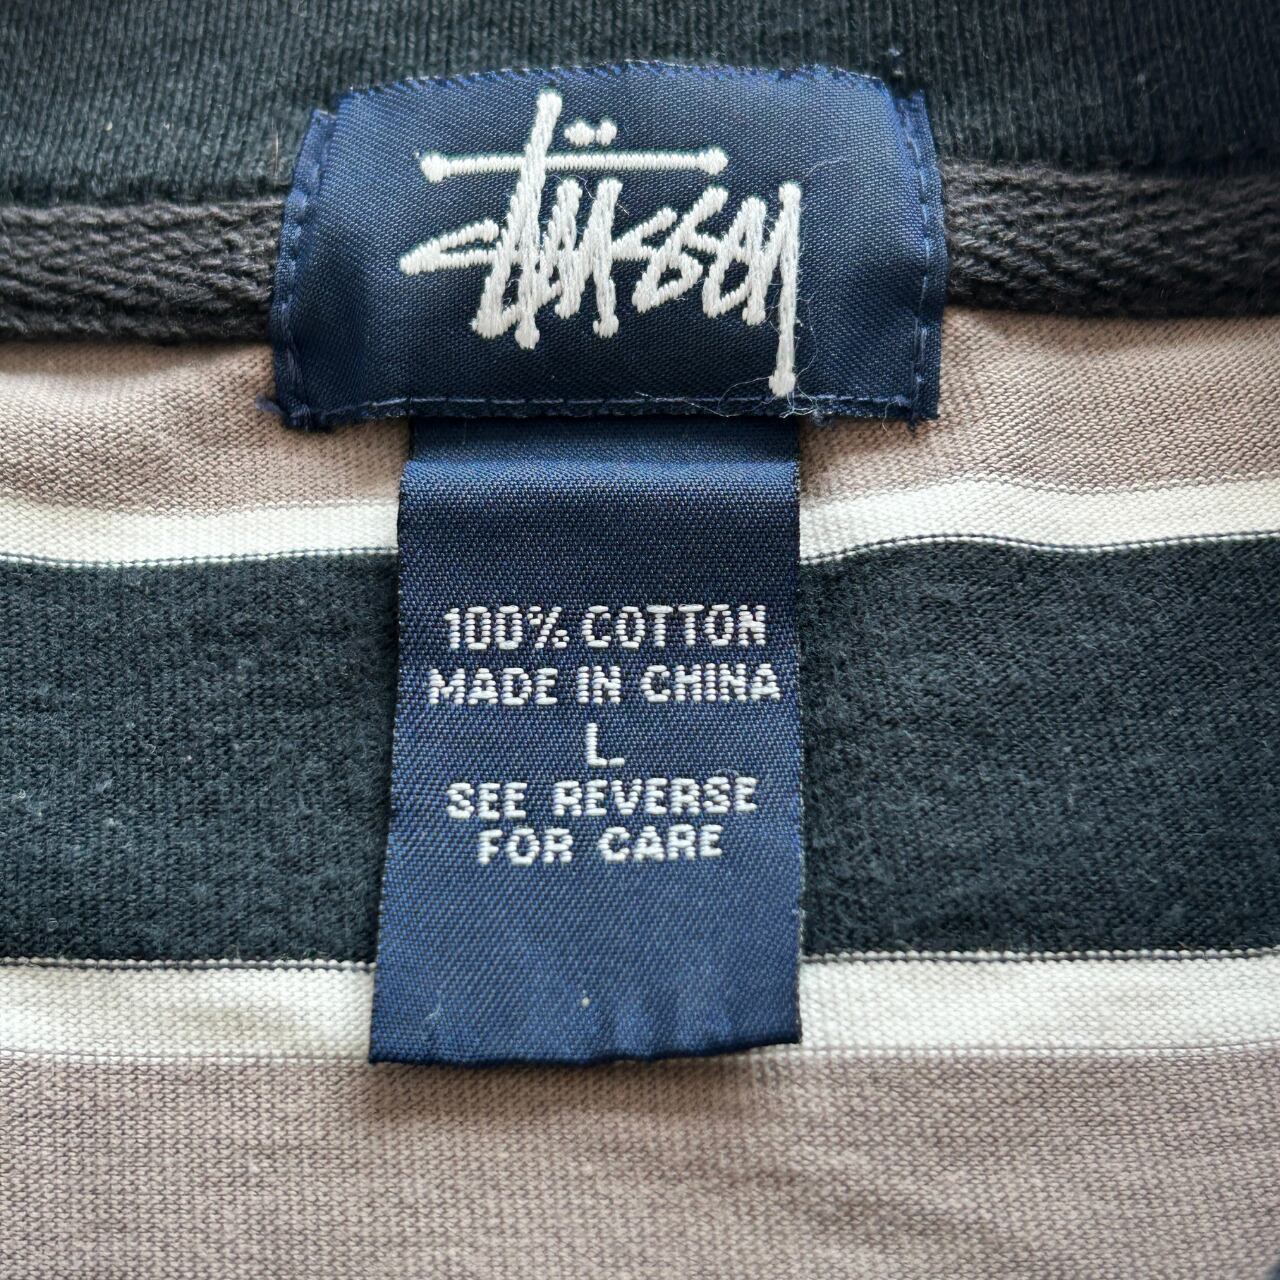 Stüssy
100% COTTON
MADE IN CHINA
L
SEE REVERSE
FOR CARE